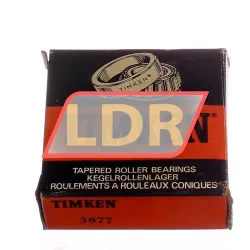 TIMKEN®
LDR
N
TAPERED ROLLER BEARINGS
KEGELROLLENLAGER
ROULEMENTS A ROULEAUX CONIQUES
TIMKEN
3877